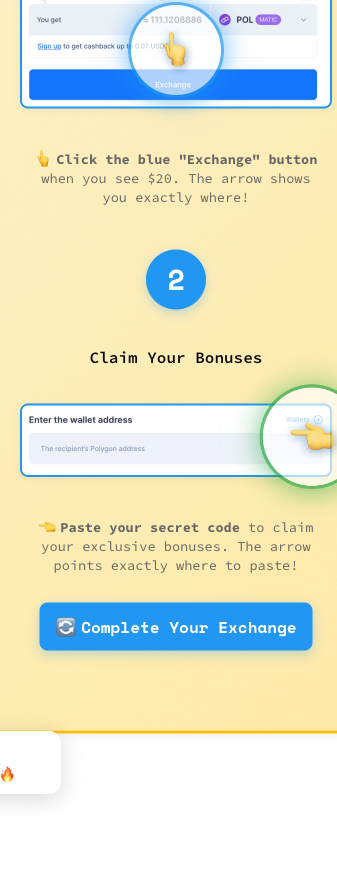 You get
≈ 111.1208886
POL MATIC
Sign up to get cashback up to 0.07 USD
Exchange
👆 Click the blue "Exchange" button
when you see $20. The arrow shows
you exactly where!
2
Claim Your Bonuses
Enter the wallet address
Wallets
The recipient's Polygon address
👈 Paste your secret code to claim
your exclusive bonuses. The arrow
points exactly where to paste!
🔄 Complete Your Exchange
🔥